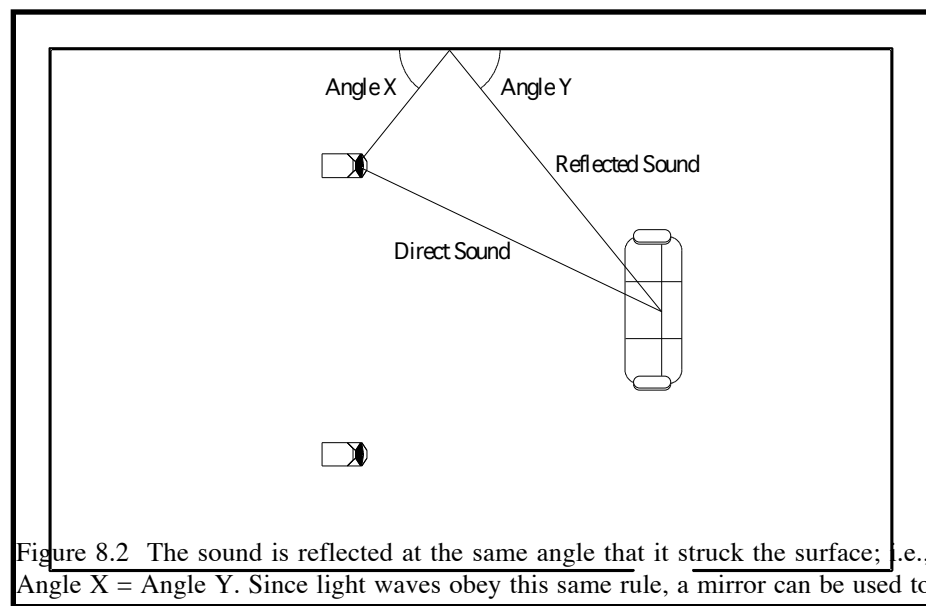 Angle X
Angle Y
Reflected Sound
Direct Sound
Figure 8.2 The sound is reflected at the same angle that it struck the surface; i.e.,
Angle X = Angle Y. Since light waves obey this same rule, a mirror can be used to